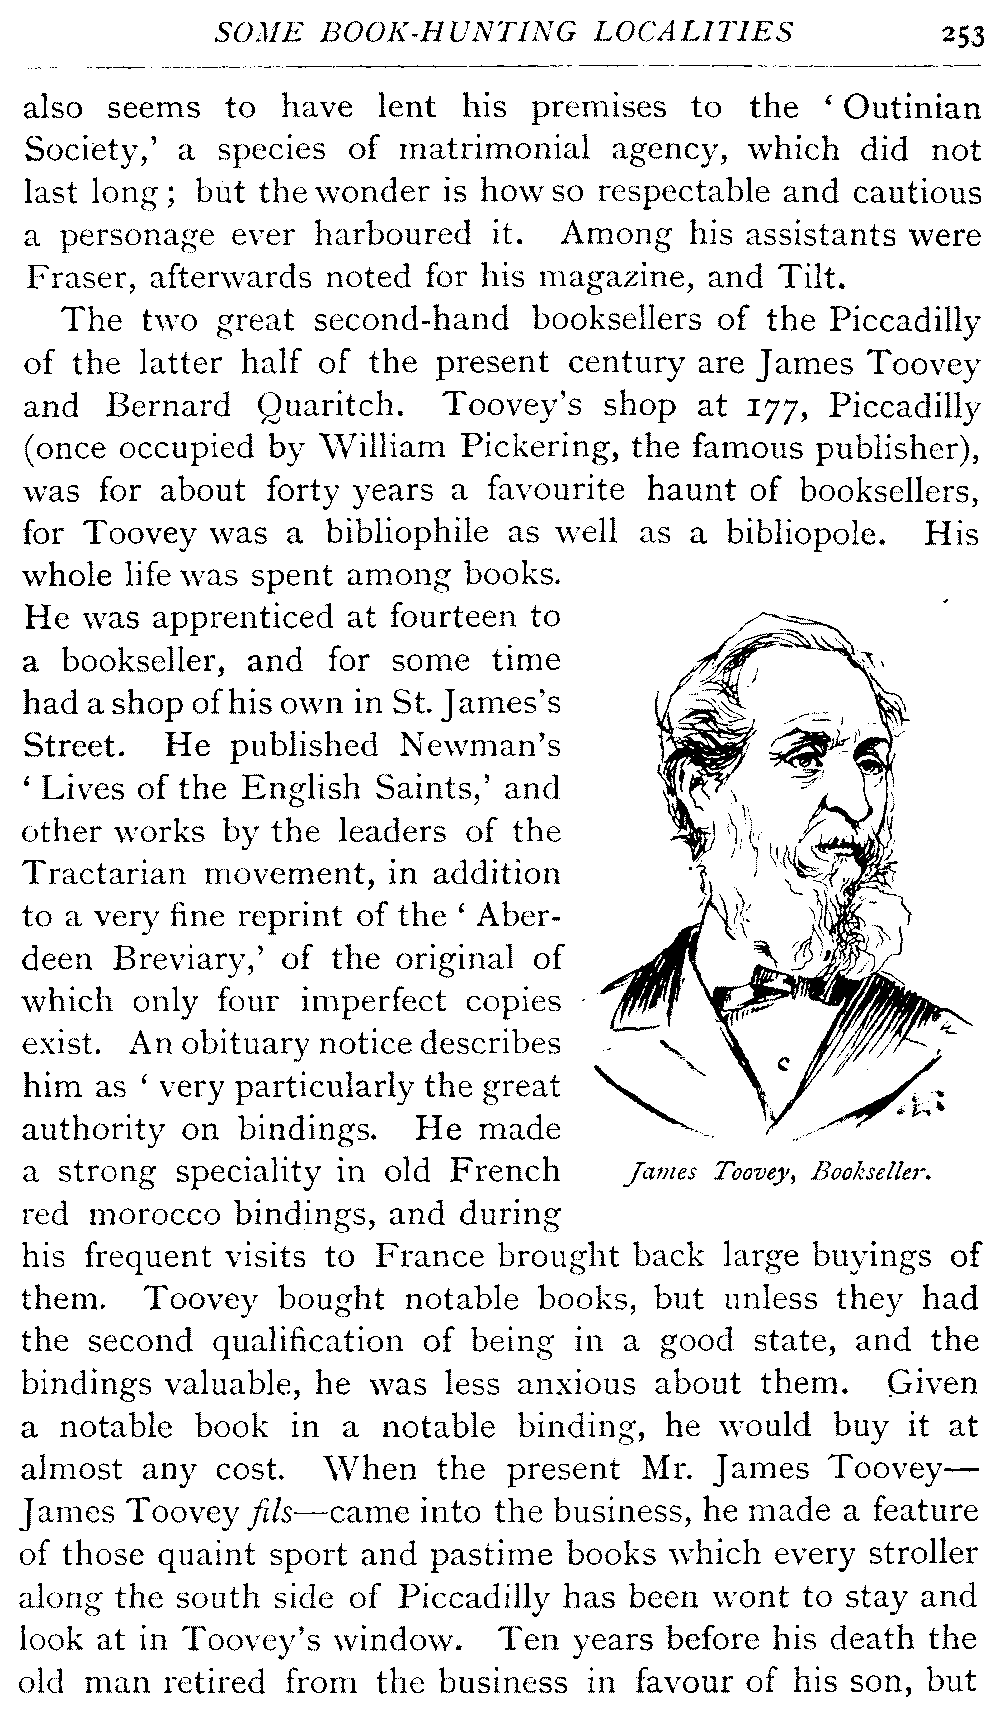 SOME BOOK-HUNTING LOCALITIES 253
also seems to have lent his premises to the ‘ Outinian
Society,’ a species of matrimonial agency, which did not
last long ; but the wonder is how so respectable and cautious
a personage ever harboured it. Among his assistants were
Fraser, afterwards noted for his magazine, and Tilt.
The two great second-hand booksellers of the Piccadilly
of the latter half of the present century are James Toovey
and Bernard Quaritch. Toovey’s shop at 177, Piccadilly
(once occupied by William Pickering, the famous publisher),
was for about forty years a favourite haunt of booksellers,
for Toovey was a bibliophile as well as a bibliopole. His
whole life was spent among books.
He was apprenticed at fourteen to
a bookseller, and for some time
had a shop of his own in St. James’s
Street. He published Newman’s
‘ Lives of the English Saints,’ and
other works by the leaders of the
Tractarian movement, in addition
to a very fine reprint of the ‘ Aber-
deen Breviary,’ of the original of
which only four imperfect copies
exist. An obituary notice describes
him as ‘ very particularly the great
authority on bindings. He made
a strong speciality in old French
red morocco bindings, and during
James Toovey, Bookseller.
his frequent visits to France brought back large buyings of
them. Toovey bought notable books, but unless they had
the second qualification of being in a good state, and the
bindings valuable, he was less anxious about them. Given
a notable book in a notable binding, he would buy it at
almost any cost. When the present Mr. James Toovey—
James Toovey fils—came into the business, he made a feature
of those quaint sport and pastime books which every stroller
along the south side of Piccadilly has been wont to stay and
look at in Toovey’s window. Ten years before his death the
old man retired from the business in favour of his son, but